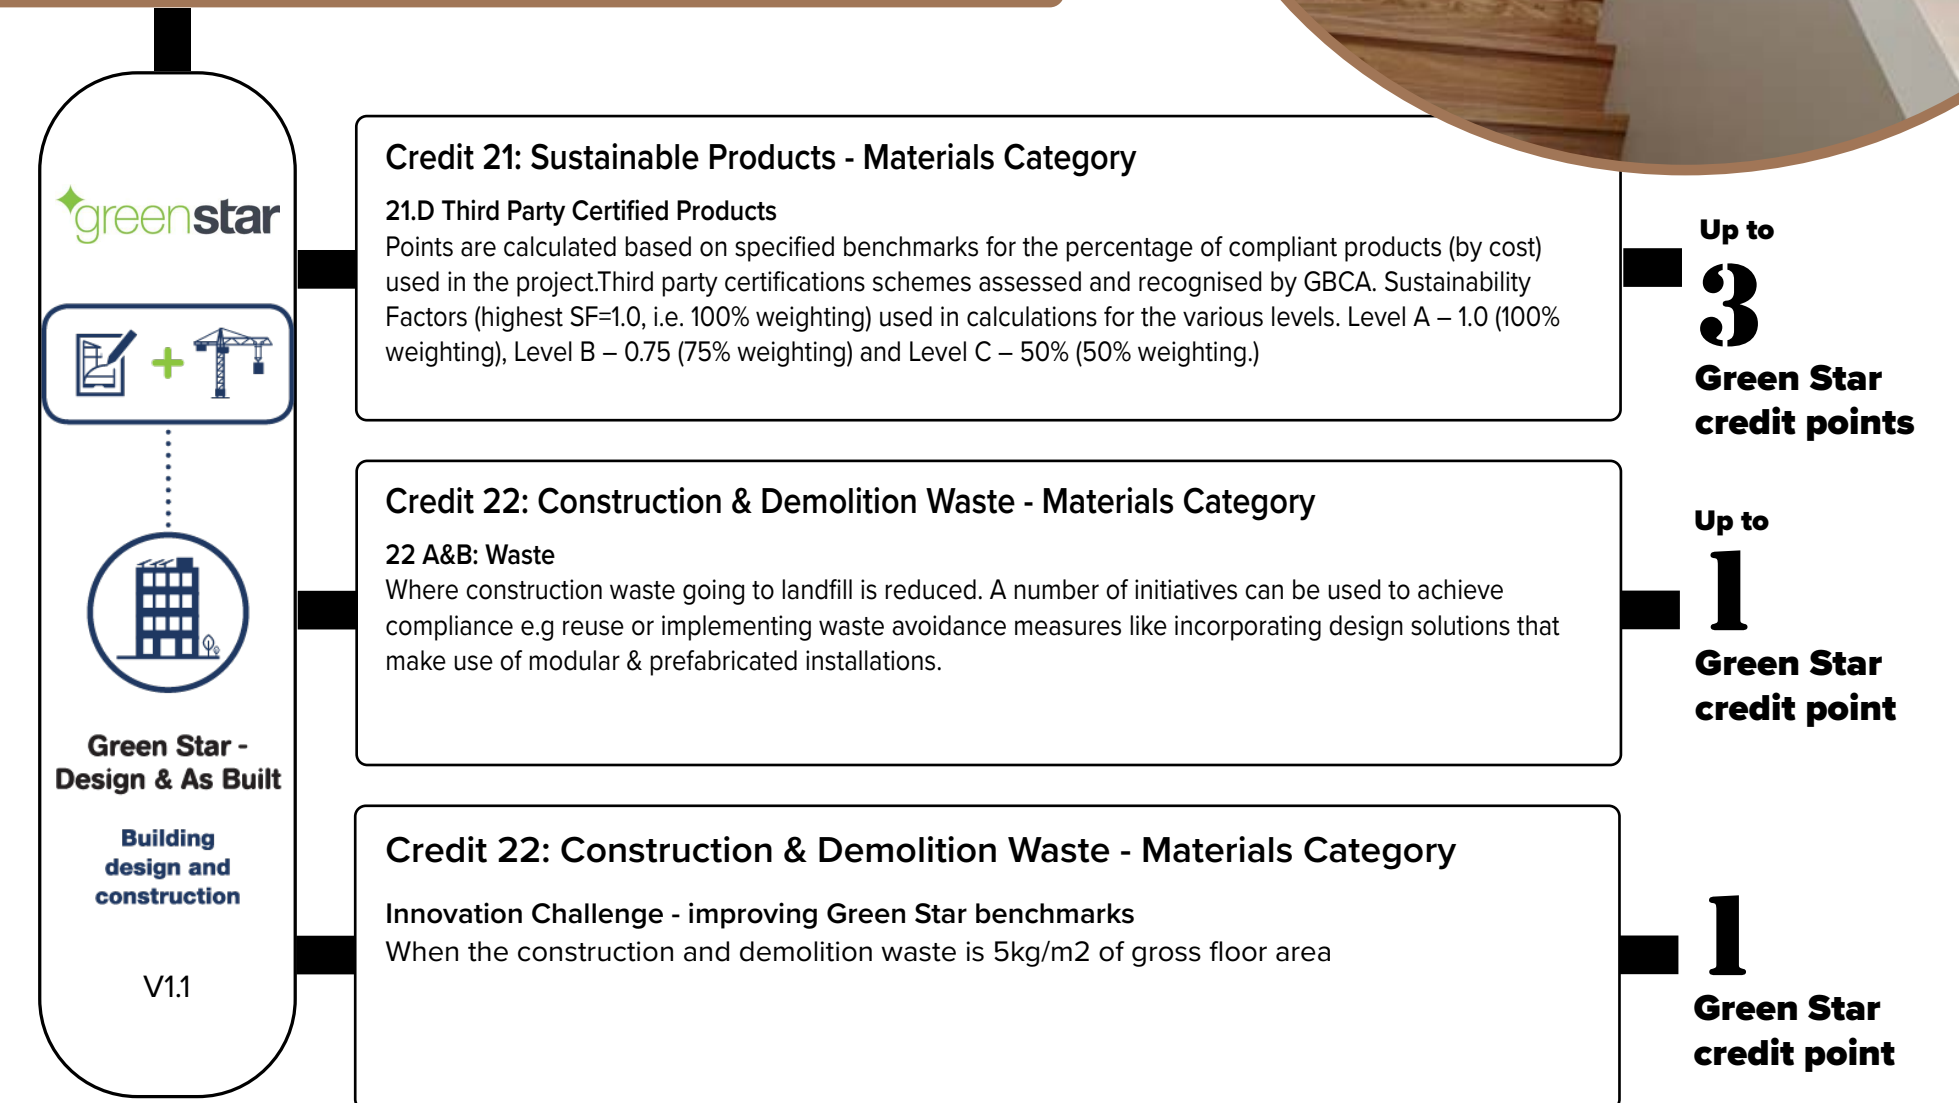 greenstar
Green Star -
Design & As Built
Building
design and
construction
V1.1
Credit 21: Sustainable Products - Materials Category
21.D Third Party Certified Products
Points are calculated based on specified benchmarks for the percentage of compliant products (by cost)
used in the project.Third party certifications schemes assessed and recognised by GBCA. Sustainability
Factors (highest SF=1.0, i.e. 100% weighting) used in calculations for the various levels. Level A – 1.0 (100%
weighting), Level B – 0.75 (75% weighting) and Level C – 50% (50% weighting.)
Up to
3
Green Star
credit points
Credit 22: Construction & Demolition Waste - Materials Category
22 A&B: Waste
Where construction waste going to landfill is reduced. A number of initiatives can be used to achieve
compliance e.g reuse or implementing waste avoidance measures like incorporating design solutions that
make use of modular & prefabricated installations.
Up to
1
Green Star
credit point
Credit 22: Construction & Demolition Waste - Materials Category
Innovation Challenge - improving Green Star benchmarks
When the construction and demolition waste is 5kg/m2 of gross floor area
1
Green Star
credit point